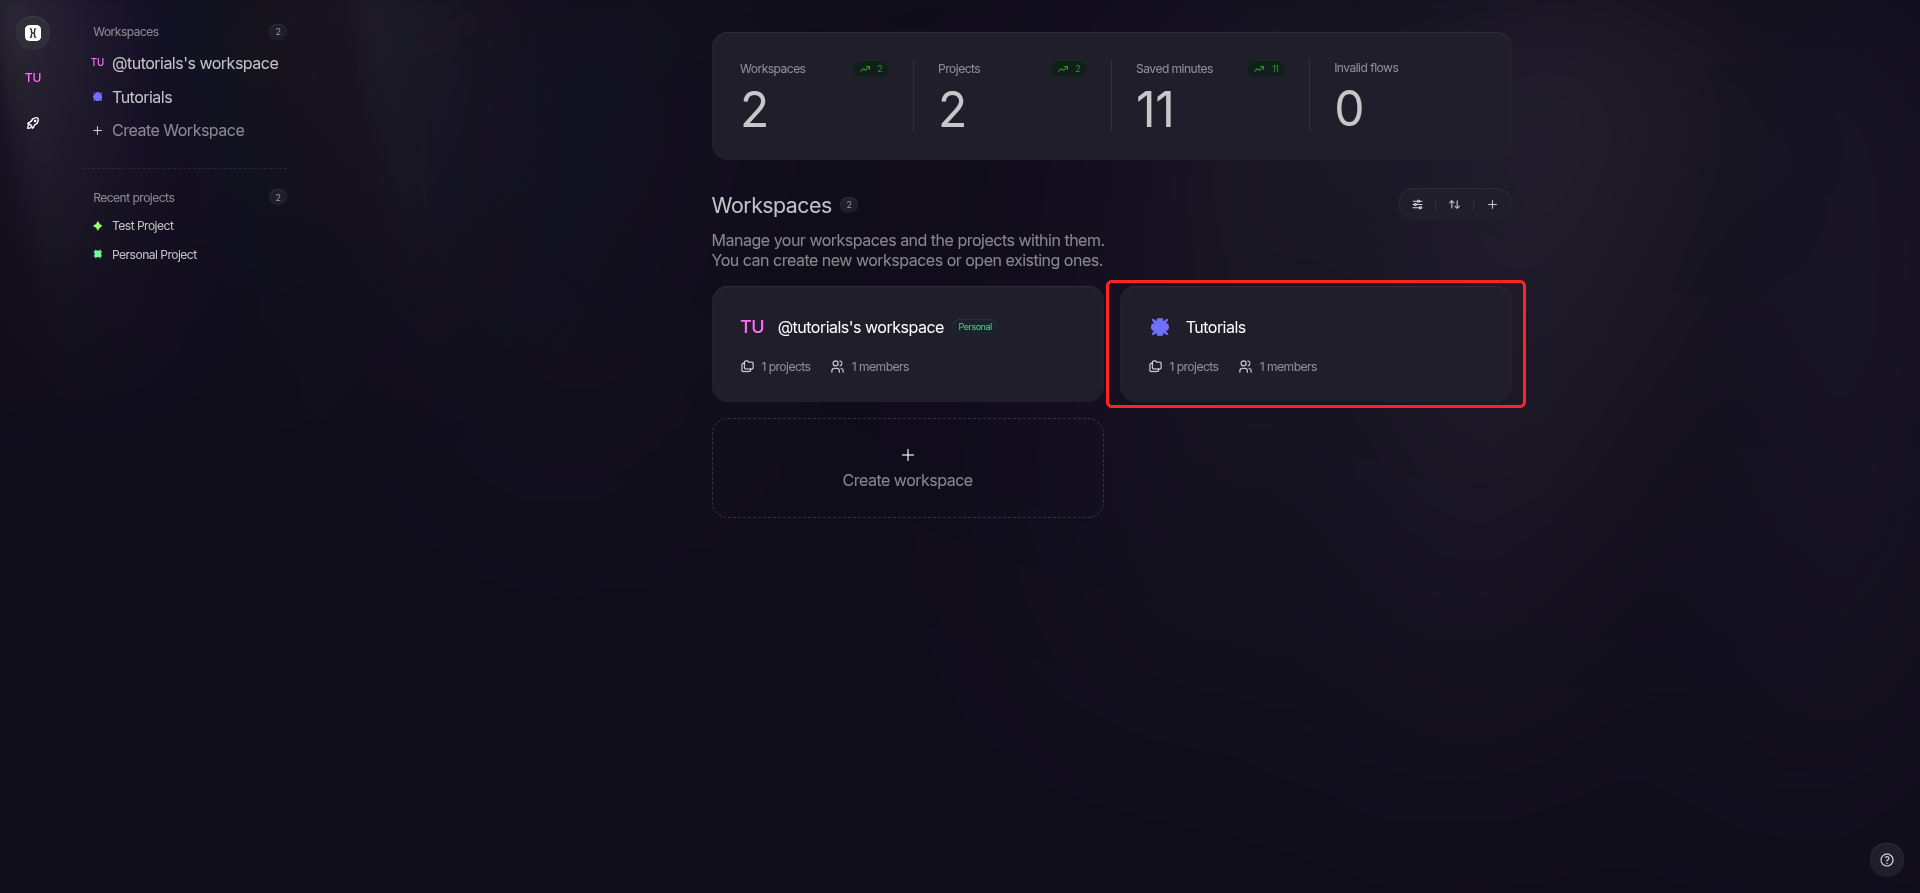 Workspaces 2
TU @tutorials's workspace
TU
Tutorials
Create Workspace
Recent projects 2
Test Project
Personal Project
Workspaces 2
2
Projects 2
2
Saved minutes 11
11
Invalid flows
0
Workspaces 2
Manage your workspaces and the projects within them.
You can create new workspaces or open existing ones.
TU @tutorials's workspace Personal
1 projects 1 members
Tutorials
1 projects 1 members
Create workspace